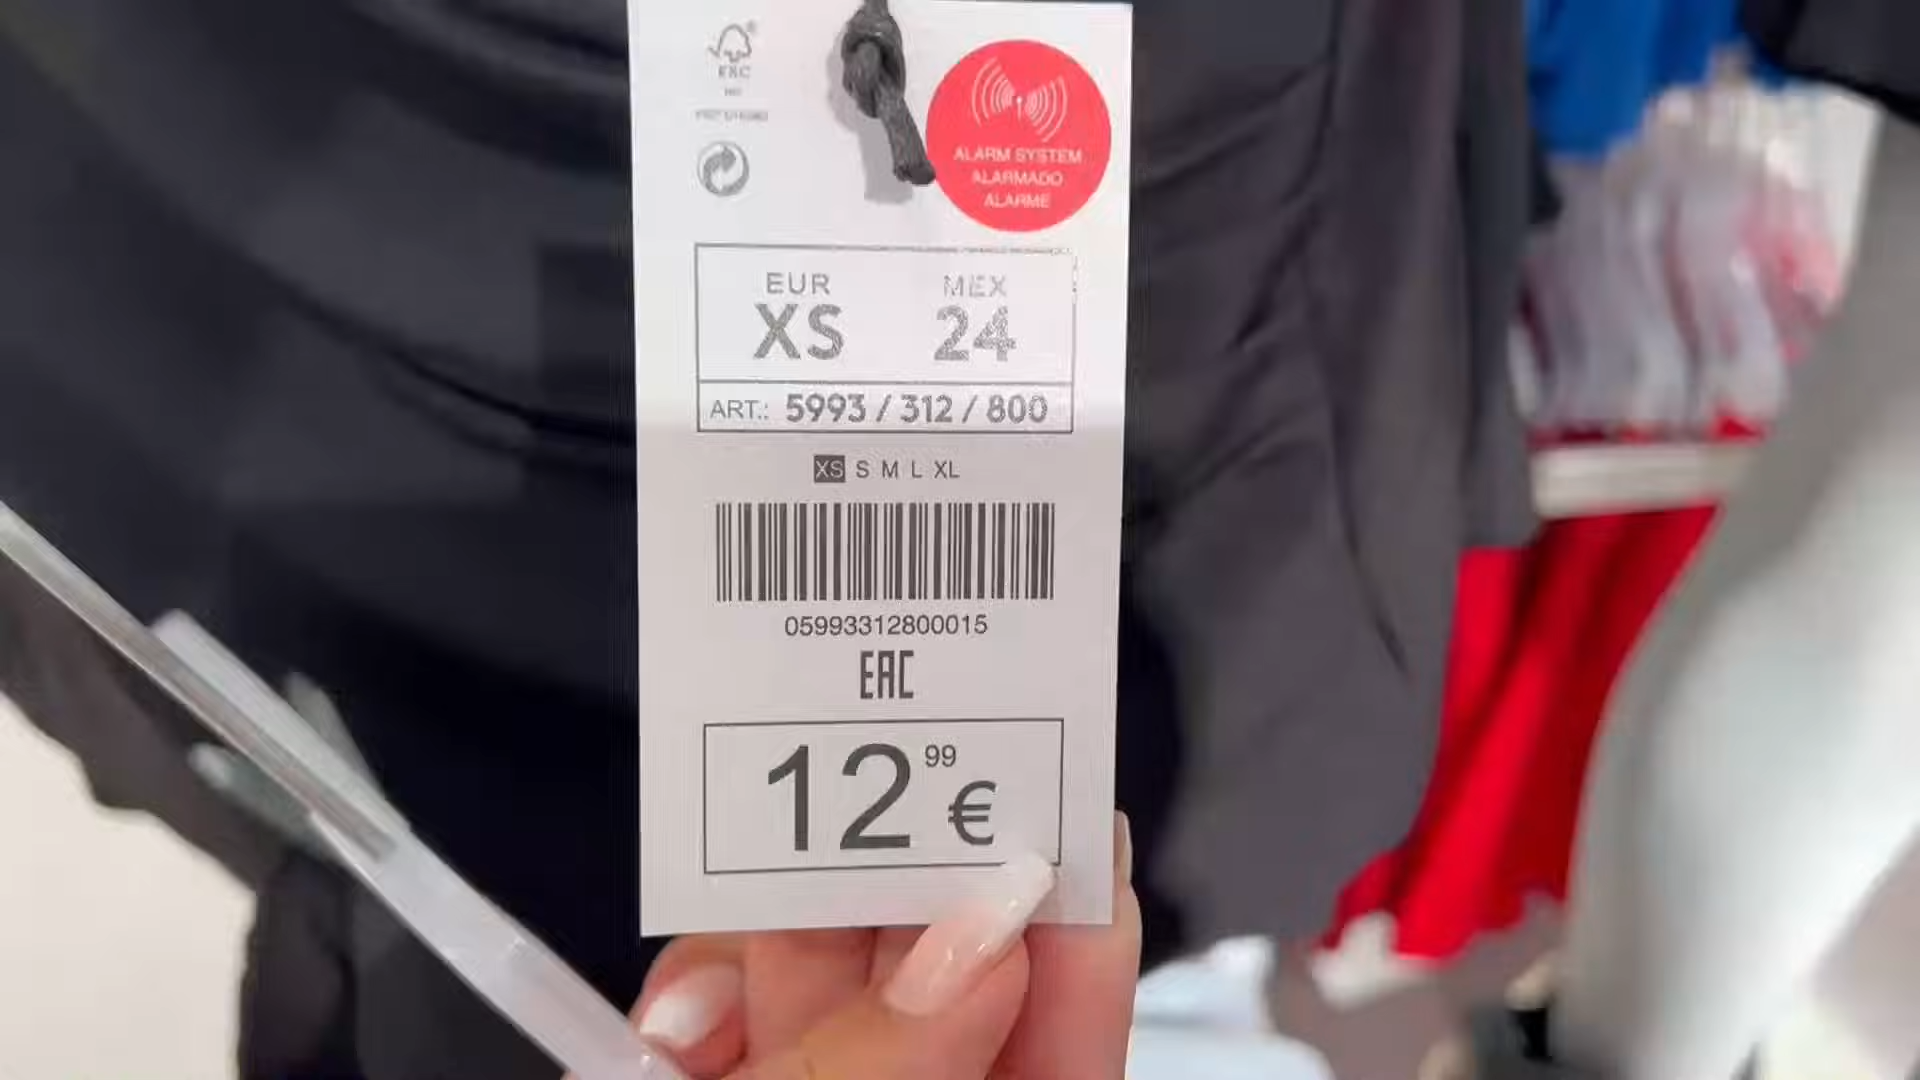 FSC
ALARM SYSTEM
ALARMADO
ALARME
EUR MEX
XS 24
ART.: 5993 / 312 / 800
XS S M L XL
05993312800015
EAC
12 99 €